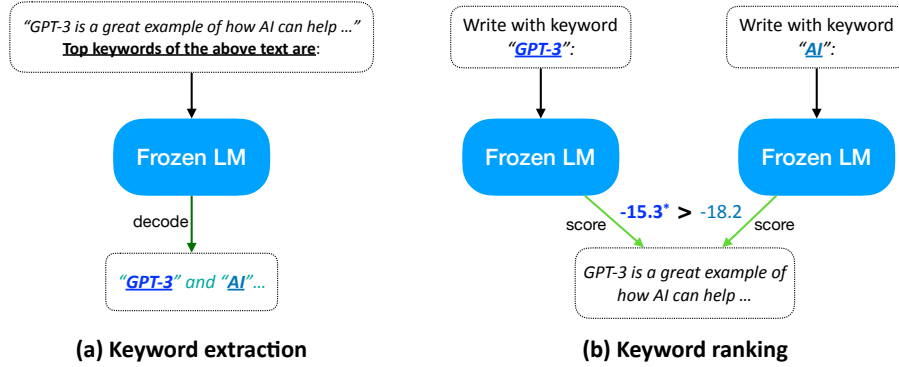 “GPT-3 is a great example of how AI can help …”
Top keywords of the above text are:
Frozen LM
decode
“GPT-3” and “AI”…
(a) Keyword extraction
Write with keyword
“GPT-3”:
Write with keyword
“AI”:
Frozen LM
Frozen LM
-15.3* > -18.2
score
score
GPT-3 is a great example of
how AI can help …
(b) Keyword ranking